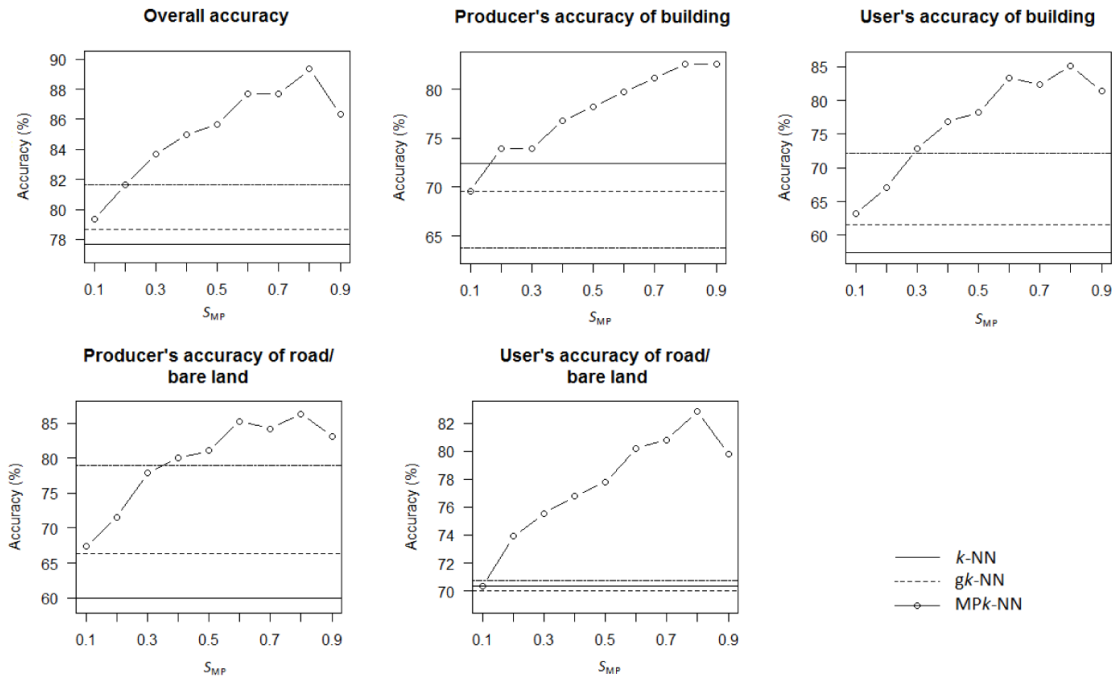 Overall accuracy
Accuracy (%)
90
88
86
84
82
80
78
0.1 0.3 0.5 0.7 0.9
SMP
Producer's accuracy of building
Accuracy (%)
80
75
70
65
0.1 0.3 0.5 0.7 0.9
SMP
User's accuracy of building
Accuracy (%)
85
80
75
70
65
60
0.1 0.3 0.5 0.7 0.9
SMP
Producer's accuracy of road/
bare land
Accuracy (%)
85
80
75
70
65
60
0.1 0.3 0.5 0.7 0.9
SMP
User's accuracy of road/
bare land
Accuracy (%)
82
80
78
76
74
72
70
0.1 0.3 0.5 0.7 0.9
SMP
k-NN
gk-NN
MPk-NN